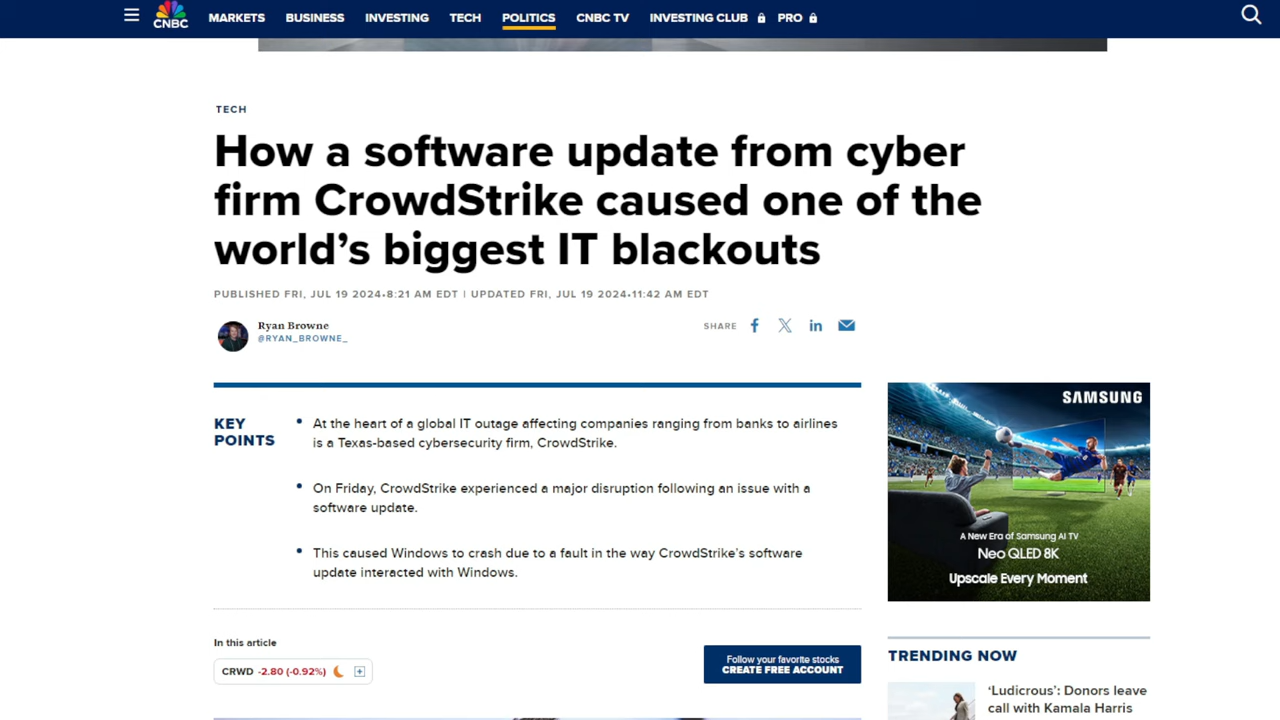 MARKETS BUSINESS INVESTING TECH POLITICS CNBC TV INVESTING CLUB PRO
CNBC
TECH
How a software update from cyber
firm CrowdStrike caused one of the
world’s biggest IT blackouts
PUBLISHED FRI, JUL 19 2024•8:21 AM EDT | UPDATED FRI, JUL 19 2024•11:42 AM EDT
Ryan Browne
@RYAN_BROWNE_
SHARE
KEY
POINTS
At the heart of a global IT outage affecting companies ranging from banks to airlines
is a Texas-based cybersecurity firm, CrowdStrike.
On Friday, CrowdStrike experienced a major disruption following an issue with a
software update.
This caused Windows to crash due to a fault in the way CrowdStrike’s software
update interacted with Windows.
In this article
CRWD -2.80 (-0.92%)
Follow your favorite stocks
CREATE FREE ACCOUNT
SAMSUNG
A New Era of Samsung AI TV
Neo QLED 8K
Upscale Every Moment
TRENDING NOW
‘Ludicrous’: Donors leave
call with Kamala Harris